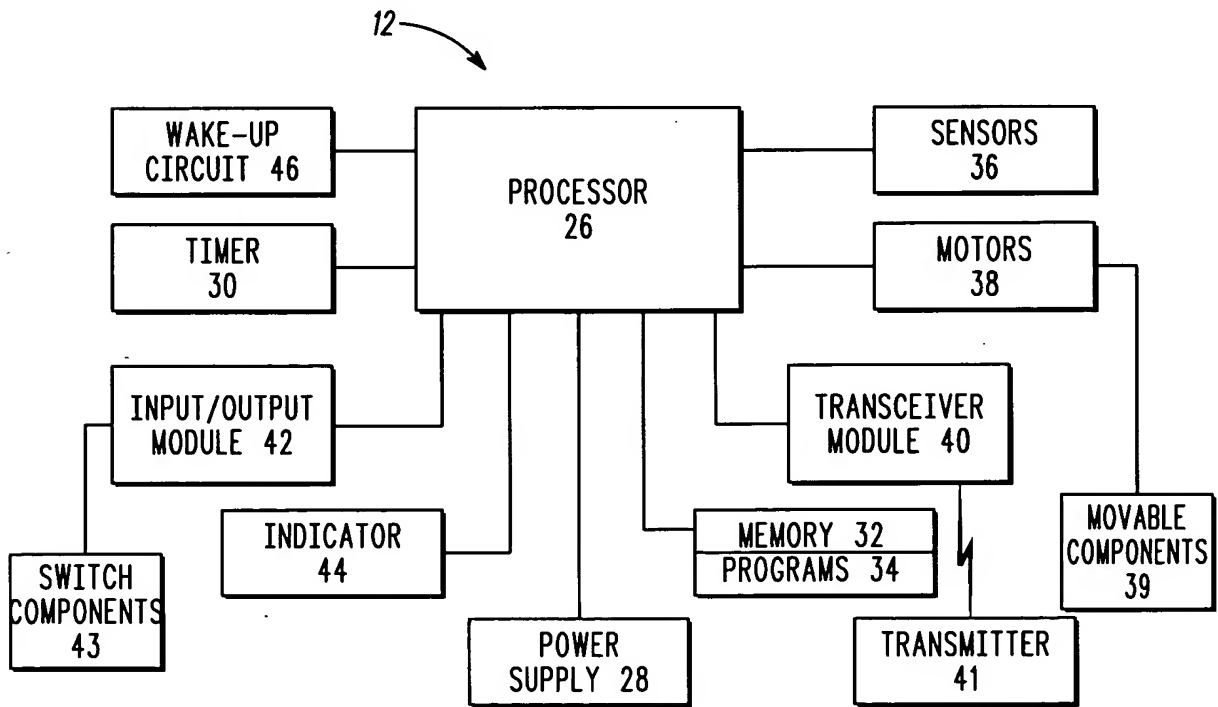 12
WAKE-UP
CIRCUIT 46
PROCESSOR
26
SENSORS
36
TIMER
30
MOTORS
38
INPUT/OUTPUT
MODULE 42
TRANSCEIVER
MODULE 40
INDICATOR
44
MEMORY 32
PROGRAMS 34
MOVABLE
COMPONENTS
39
SWITCH
COMPONENTS
43
POWER
SUPPLY 28
TRANSMITTER
41